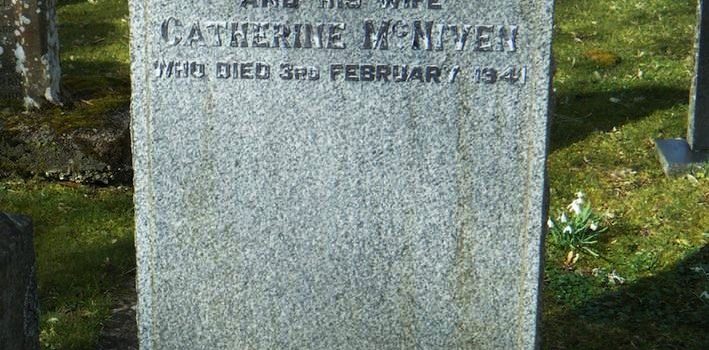 AND HIS WIFE
CATHERINE McNIVEN
WHO DIED 3RD FEBRUARY 1941